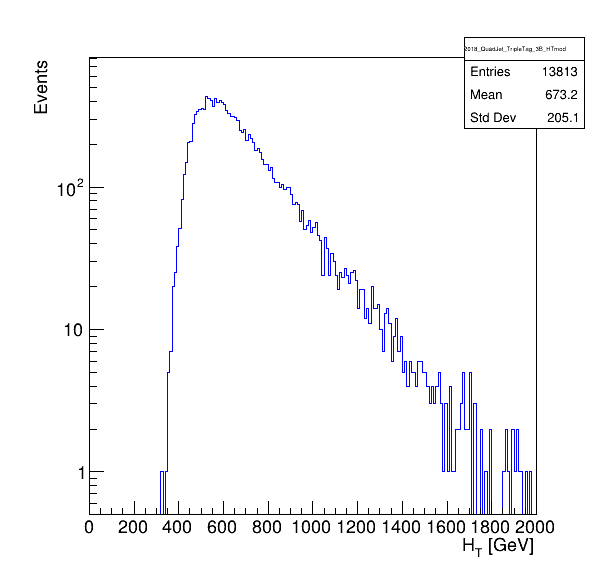 2018_QuadJet_TripleTag_3B_HTmod
Entries 13813
Mean 673.2
Std Dev 205.1
Events
10²
10
1
0 200 400 600 800 1000 1200 1400 1600 1800 2000
H_T [GeV]